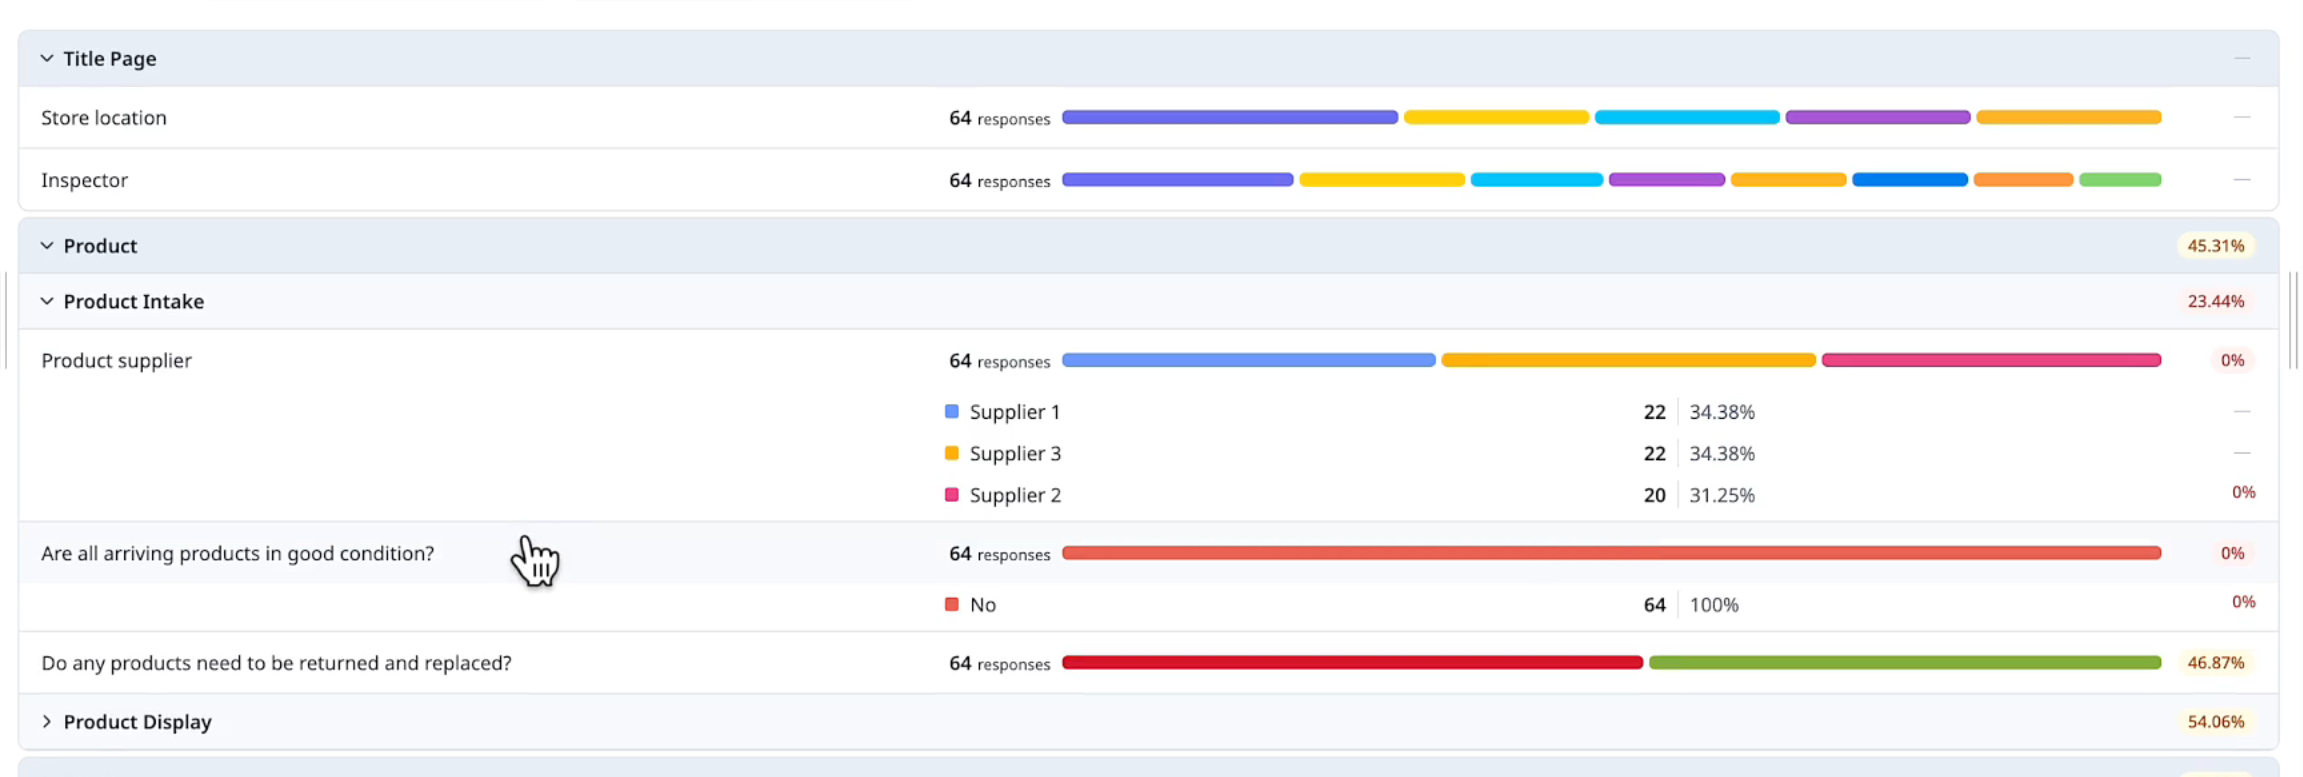 Title Page —
Store location 64 responses —
Inspector 64 responses —
Product 45.31%
Product Intake 23.44%
Product supplier 64 responses 0%
Supplier 1 22 34.38% —
Supplier 3 22 34.38% —
Supplier 2 20 31.25% 0%
Are all arriving products in good condition? 64 responses 0%
No 64 100% 0%
Do any products need to be returned and replaced? 64 responses 46.87%
Product Display 54.06%